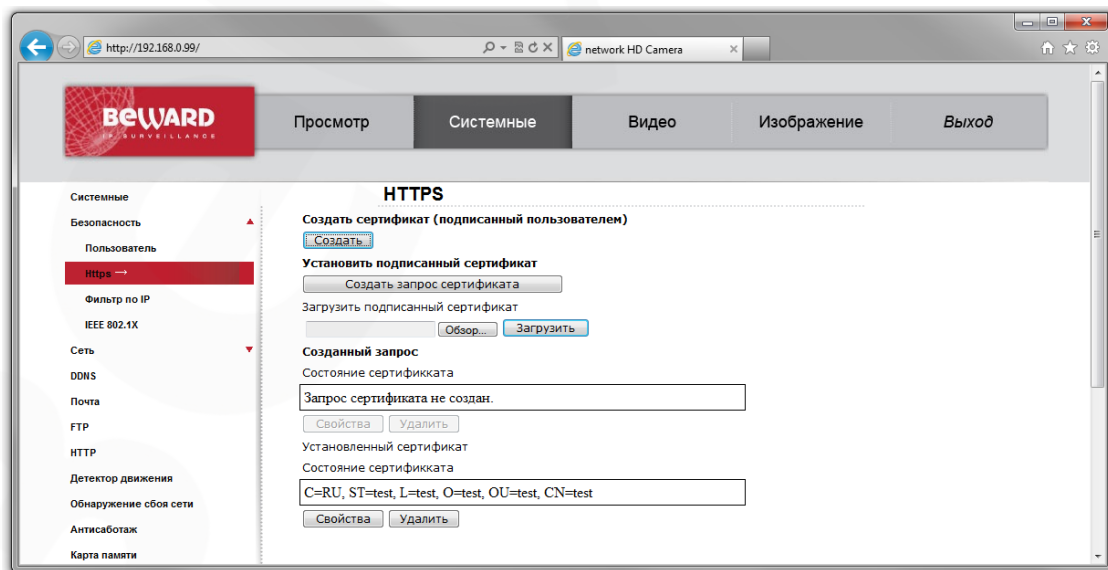 http://192.168.0.99/
network HD Camera
BEWARD
IP SURVEILLANCE
Просмотр
Системные
Видео
Изображение
Выход
HTTPS
Системные
Безопасность
Пользователь
Https →
Фильтр по IP
IEEE 802.1X
Сеть
DDNS
Почта
FTP
HTTP
Детектор движения
Обнаружение сбоя сети
Антисаботаж
Карта памяти
Создать сертификат (подписанный пользователем)
Создать
Установить подписанный сертификат
Создать запрос сертификата
Загрузить подписанный сертификат
Обзор... Загрузить
Созданный запрос
Состояние сертификката
Запрос сертификата не создан.
Свойства Удалить
Установленный сертификат
Состояние сертификката
C=RU, ST=test, L=test, O=test, OU=test, CN=test
Свойства Удалить